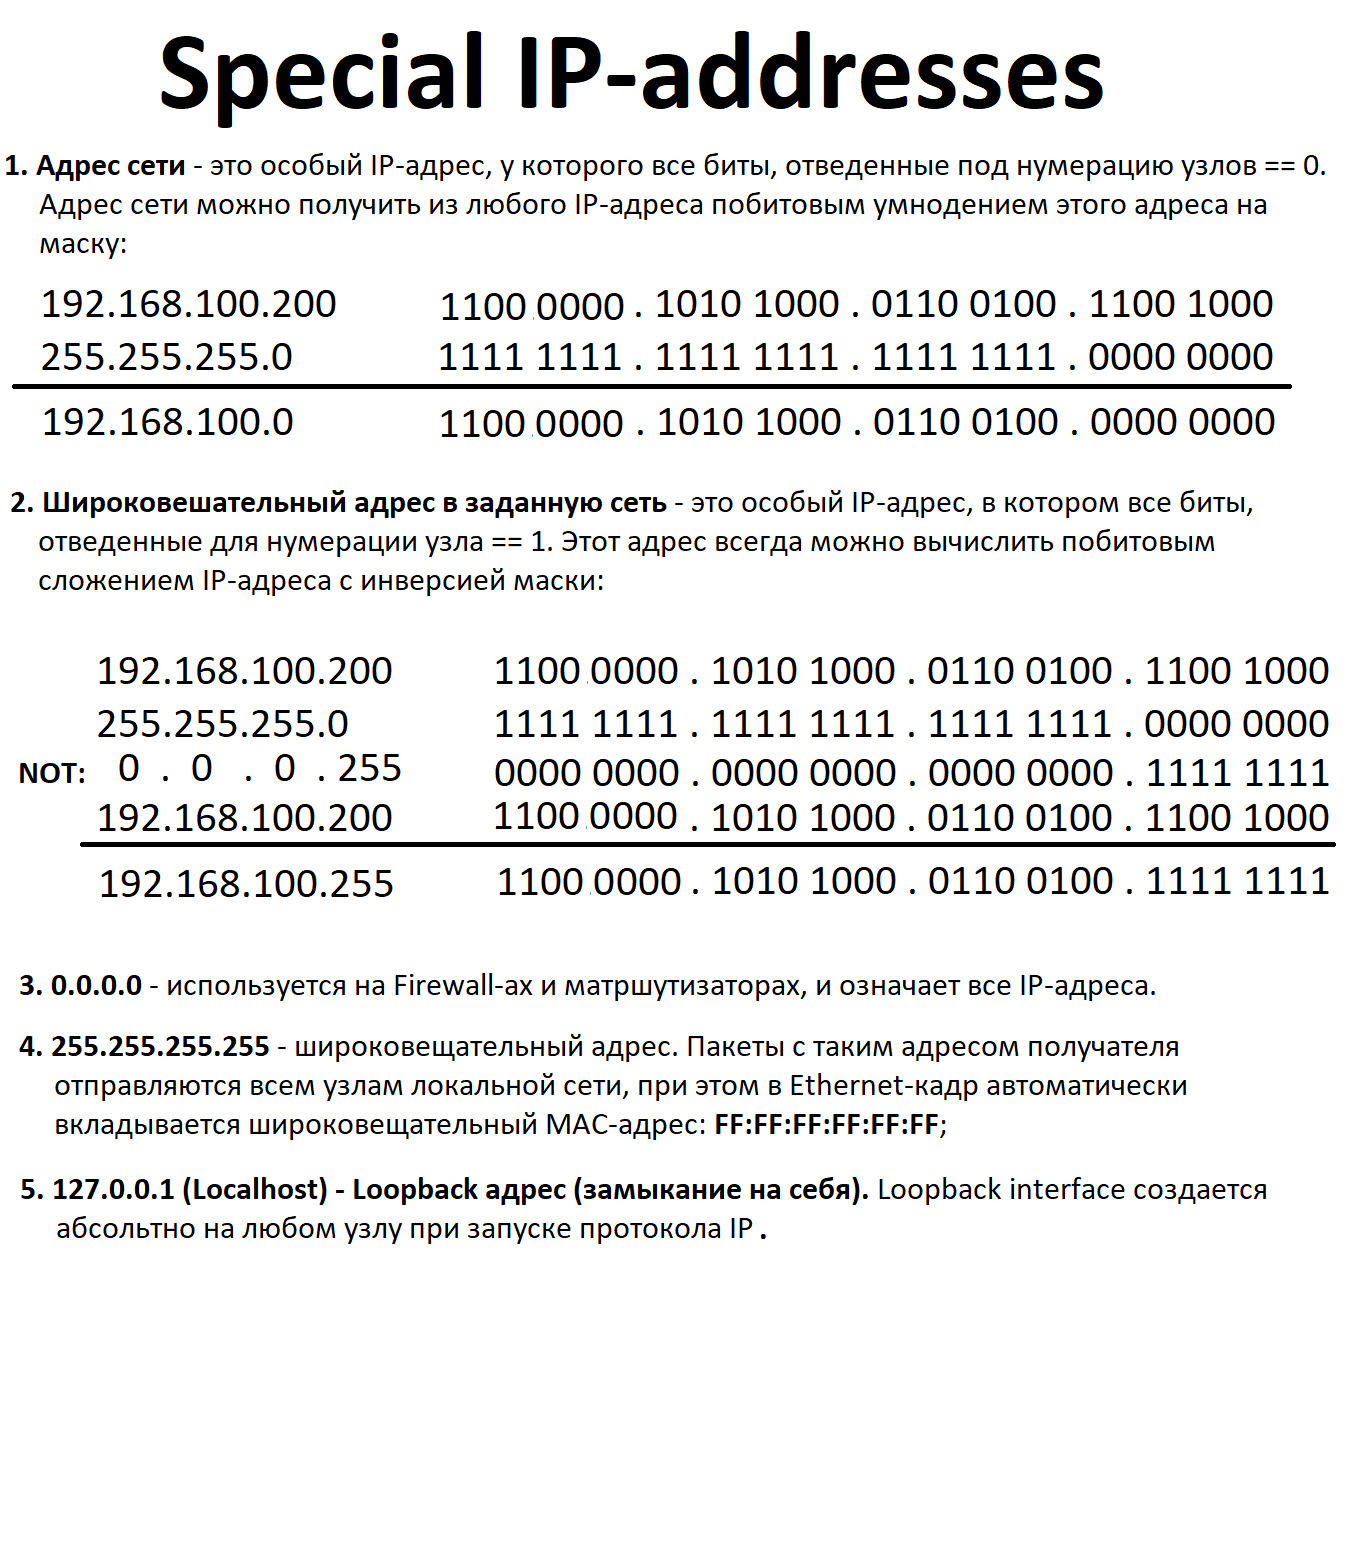 Special IP-addresses
1. Адрес сети - это особый IP-адрес, у которого все биты, отведенные под нумерацию узлов == 0.
Адрес сети можно получить из любого IP-адреса побитовым умнодением этого адреса на
маску:
192.168.100.200 1100 0000 . 1010 1000 . 0110 0100 . 1100 1000
255.255.255.0 1111 1111 . 1111 1111 . 1111 1111 . 0000 0000
192.168.100.0 1100 0000 . 1010 1000 . 0110 0100 . 0000 0000
2. Широковешательный адрес в заданную сеть - это особый IP-адрес, в котором все биты,
отведенные для нумерации узла == 1. Этот адрес всегда можно вычислить побитовым
сложением IP-адреса с инверсией маски:
192.168.100.200 1100 0000 . 1010 1000 . 0110 0100 . 1100 1000
255.255.255.0 1111 1111 . 1111 1111 . 1111 1111 . 0000 0000
NOT: 0 . 0 . 0 . 255 0000 0000 . 0000 0000 . 0000 0000 . 1111 1111
192.168.100.200 1100 0000 . 1010 1000 . 0110 0100 . 1100 1000
192.168.100.255 1100 0000 . 1010 1000 . 0110 0100 . 1111 1111
3. 0.0.0.0 - используется на Firewall-ах и матршутизаторах, и означает все IP-адреса.
4. 255.255.255.255 - широковещательный адрес. Пакеты с таким адресом получателя
отправляются всем узлам локальной сети, при этом в Ethernet-кадр автоматически
вкладывается широковещательный MAC-адрес: FF:FF:FF:FF:FF:FF;
5. 127.0.0.1 (Localhost) - Loopback адрес (замыкание на себя). Loopback interface создается
абсольтно на любом узлу при запуске протокола IP .